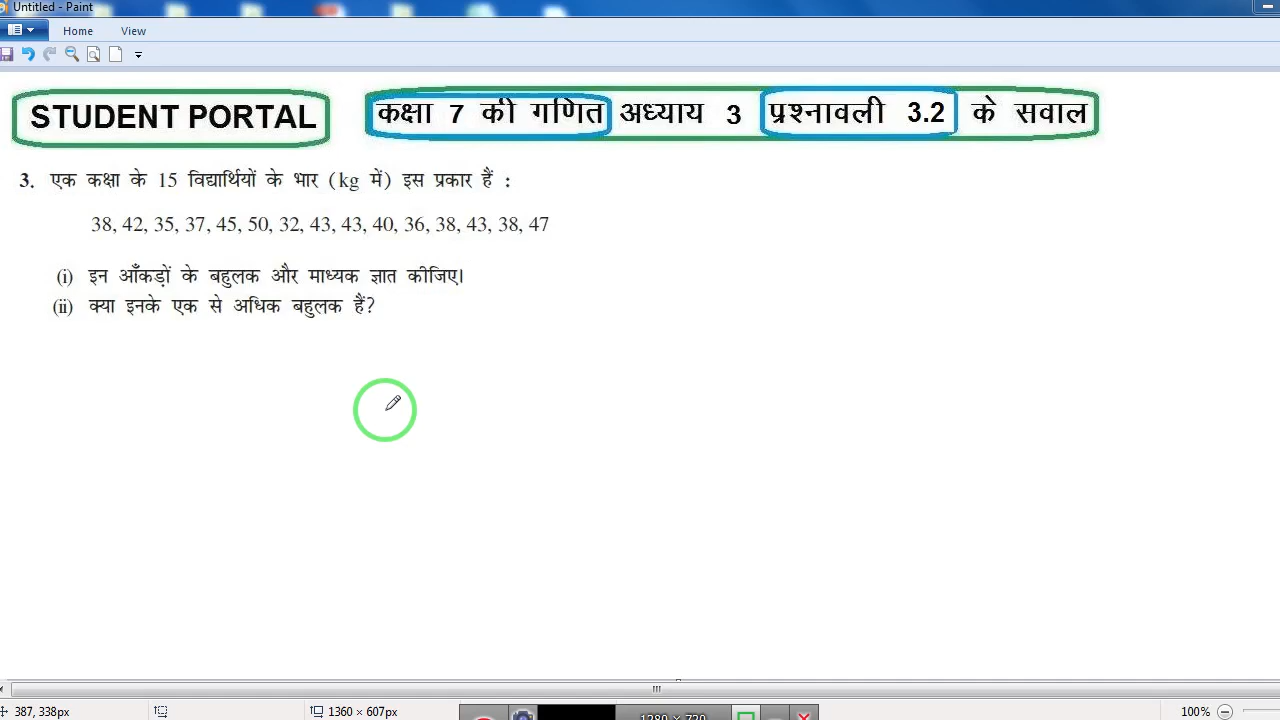 Untitled - Paint
Home View
STUDENT PORTAL
कक्षा 7 की गणित अध्याय 3 प्रश्नावली 3.2 के सवाल
3. एक कक्षा के 15 विद्यार्थियों के भार (kg में) इस प्रकार हैं :
38, 42, 35, 37, 45, 50, 32, 43, 43, 40, 36, 38, 43, 38, 47
(i) इन आँकड़ों के बहुलक और माध्यक ज्ञात कीजिए।
(ii) क्या इनके एक से अधिक बहुलक हैं?
387, 338px 1360 × 607px 1280 × 720 100%